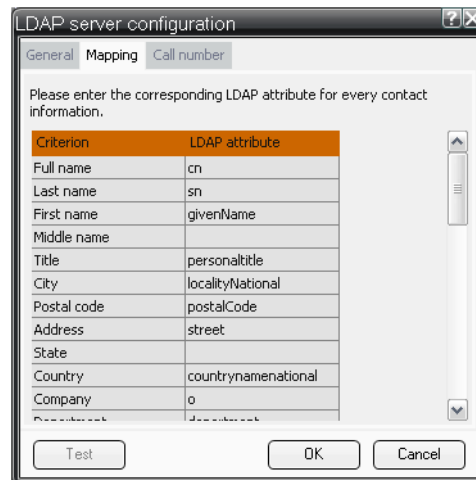 LDAP server configuration
General Mapping Call number
Please enter the corresponding LDAP attribute for every contact
information.
Criterion LDAP attribute
Full name cn
Last name sn
First name givenName
Middle name
Title personaltitle
City localityNational
Postal code postalCode
Address street
State
Country countrynamenational
Company o
Department department
Test OK Cancel